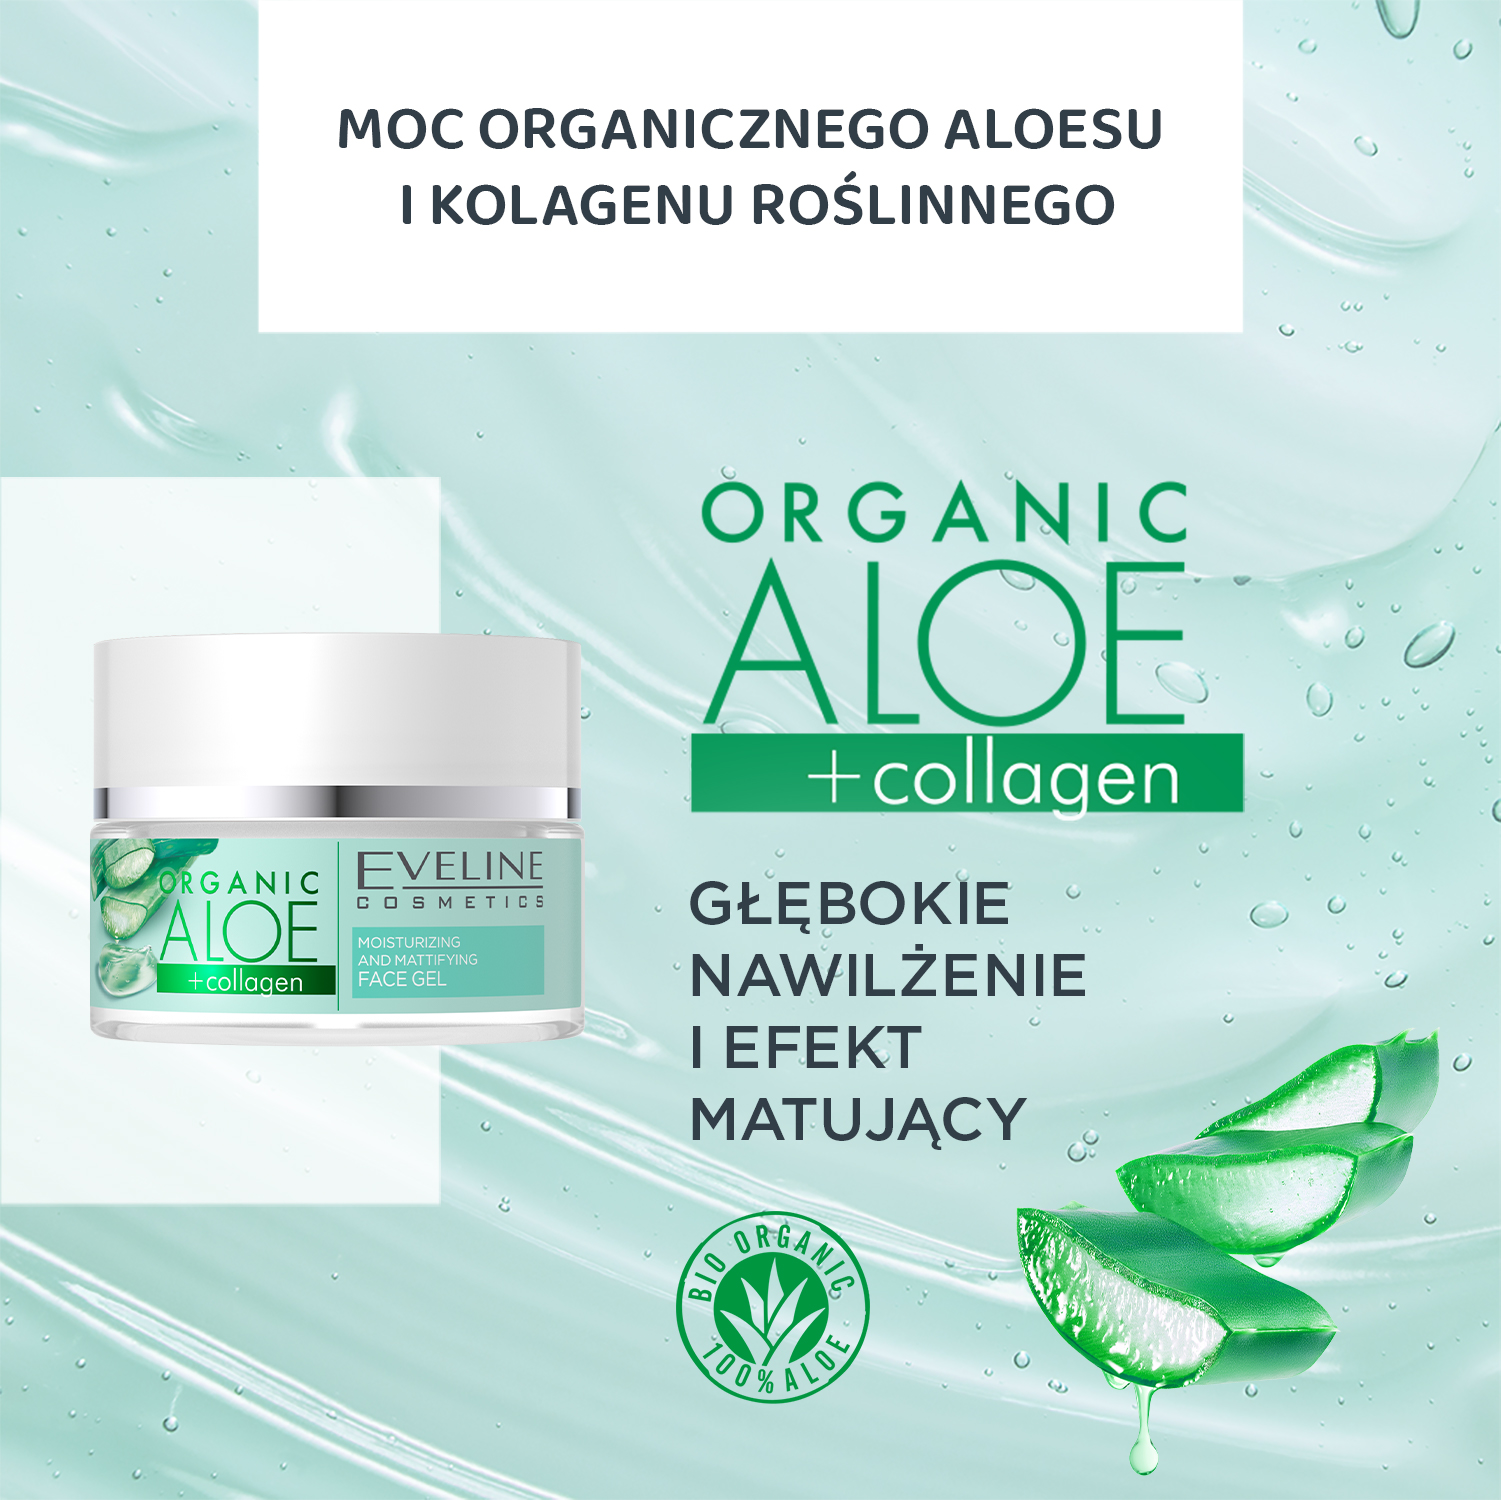 MOC ORGANICZNEGO ALOESU
I KOLAGENU ROŚLINNEGO
ORGANIC
ALOE
+collagen
GŁĘBOKIE
NAWILŻENIE
I EFEKT
MATUJĄCY
ORGANIC
ALOE
+collagen
EVELINE
COSMETICS
MOISTURIZING
AND MATTIFYING
FACE GEL
BIO ORGANIC
100% ALOE